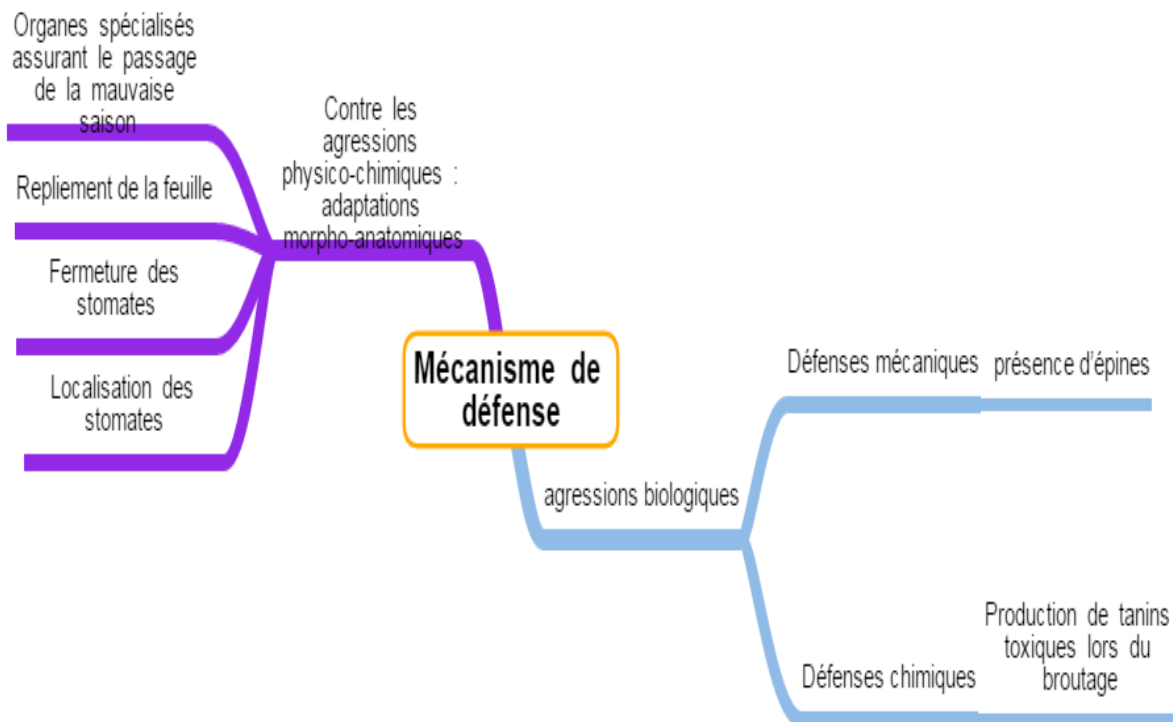 Organes spécialisés
assurant le passage
de la mauvaise
saison
Repliement de la feuille
Fermeture des
stomates
Localisation des
stomates
Contre les
agressions
physico-chimiques :
adaptations
morpho-anatomiques
Mécanisme de
défense
agressions biologiques
Défenses mécaniques
présence d'épines
Défenses chimiques
Production de tanins
toxiques lors du
broutage